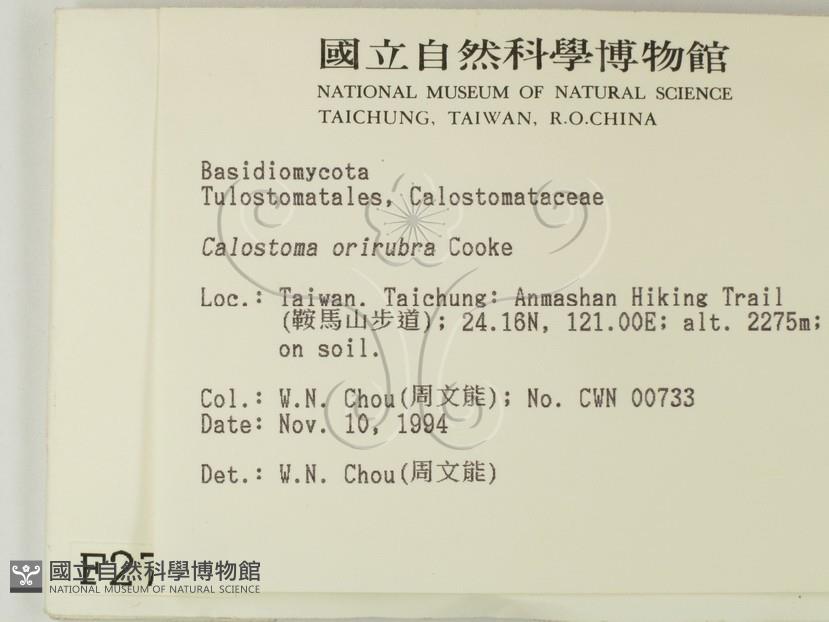 國立自然科學博物館
NATIONAL MUSEUM OF NATURAL SCIENCE
TAICHUNG, TAIWAN, R.O.CHINA
Basidiomycota
Tulostomatales, Calostomataceae
Calostoma orirubra Cooke
Loc.: Taiwan. Taichung: Anmashan Hiking Trail
(鞍馬山步道); 24.16N, 121.00E; alt. 2275m;
on soil.
Col.: W.N. Chou(周文能); No. CWN 00733
Date: Nov. 10, 1994
Det.: W.N. Chou(周文能)
國立自然科學博物館
NATIONAL MUSEUM OF NATURAL SCIENCE